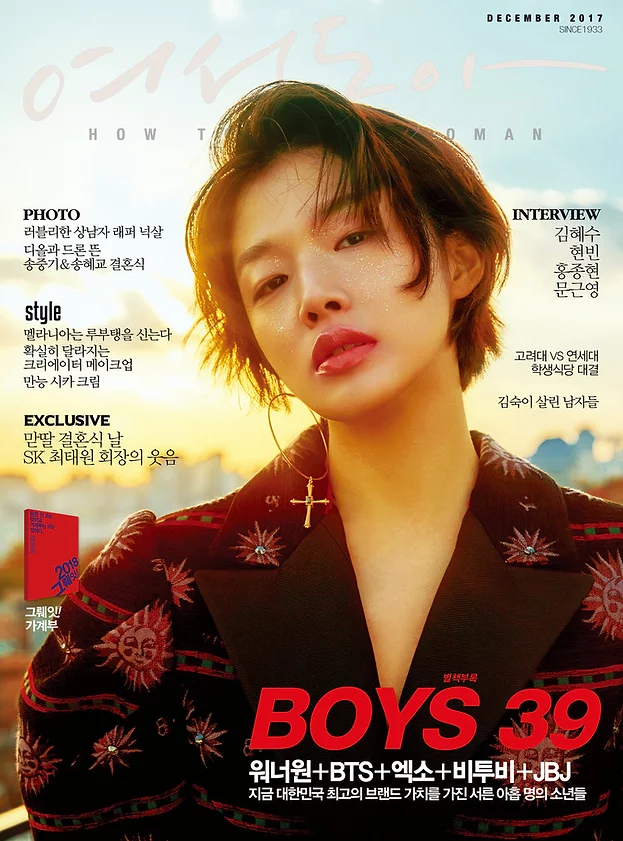 DECEMBER 2017
SINCE1933
여성동아
HOW T OMAN
PHOTO
러블리한 상남자 래퍼 넉살
디올과 드론 뜬
송중기&송혜교 결혼식
style
멜라니아는 루부탱을 신는다
확실히 달라지는
크리에이터 메이크업
만능 시카 크림
EXCLUSIVE
맏딸 결혼식 날
SK 최태원 회장의 웃음
2018
그뤠잇!
그뤠잇!
가계부
INTERVIEW
김혜수
현빈
홍종현
문근영
고려대 VS 연세대
학생식당 대결
김숙이 살린 남자들
별책부록
BOYS 39
워너원+BTS+엑소+비투비+JBJ
지금 대한민국 최고의 브랜드 가치를 가진 서른 아홉 명의 소년들